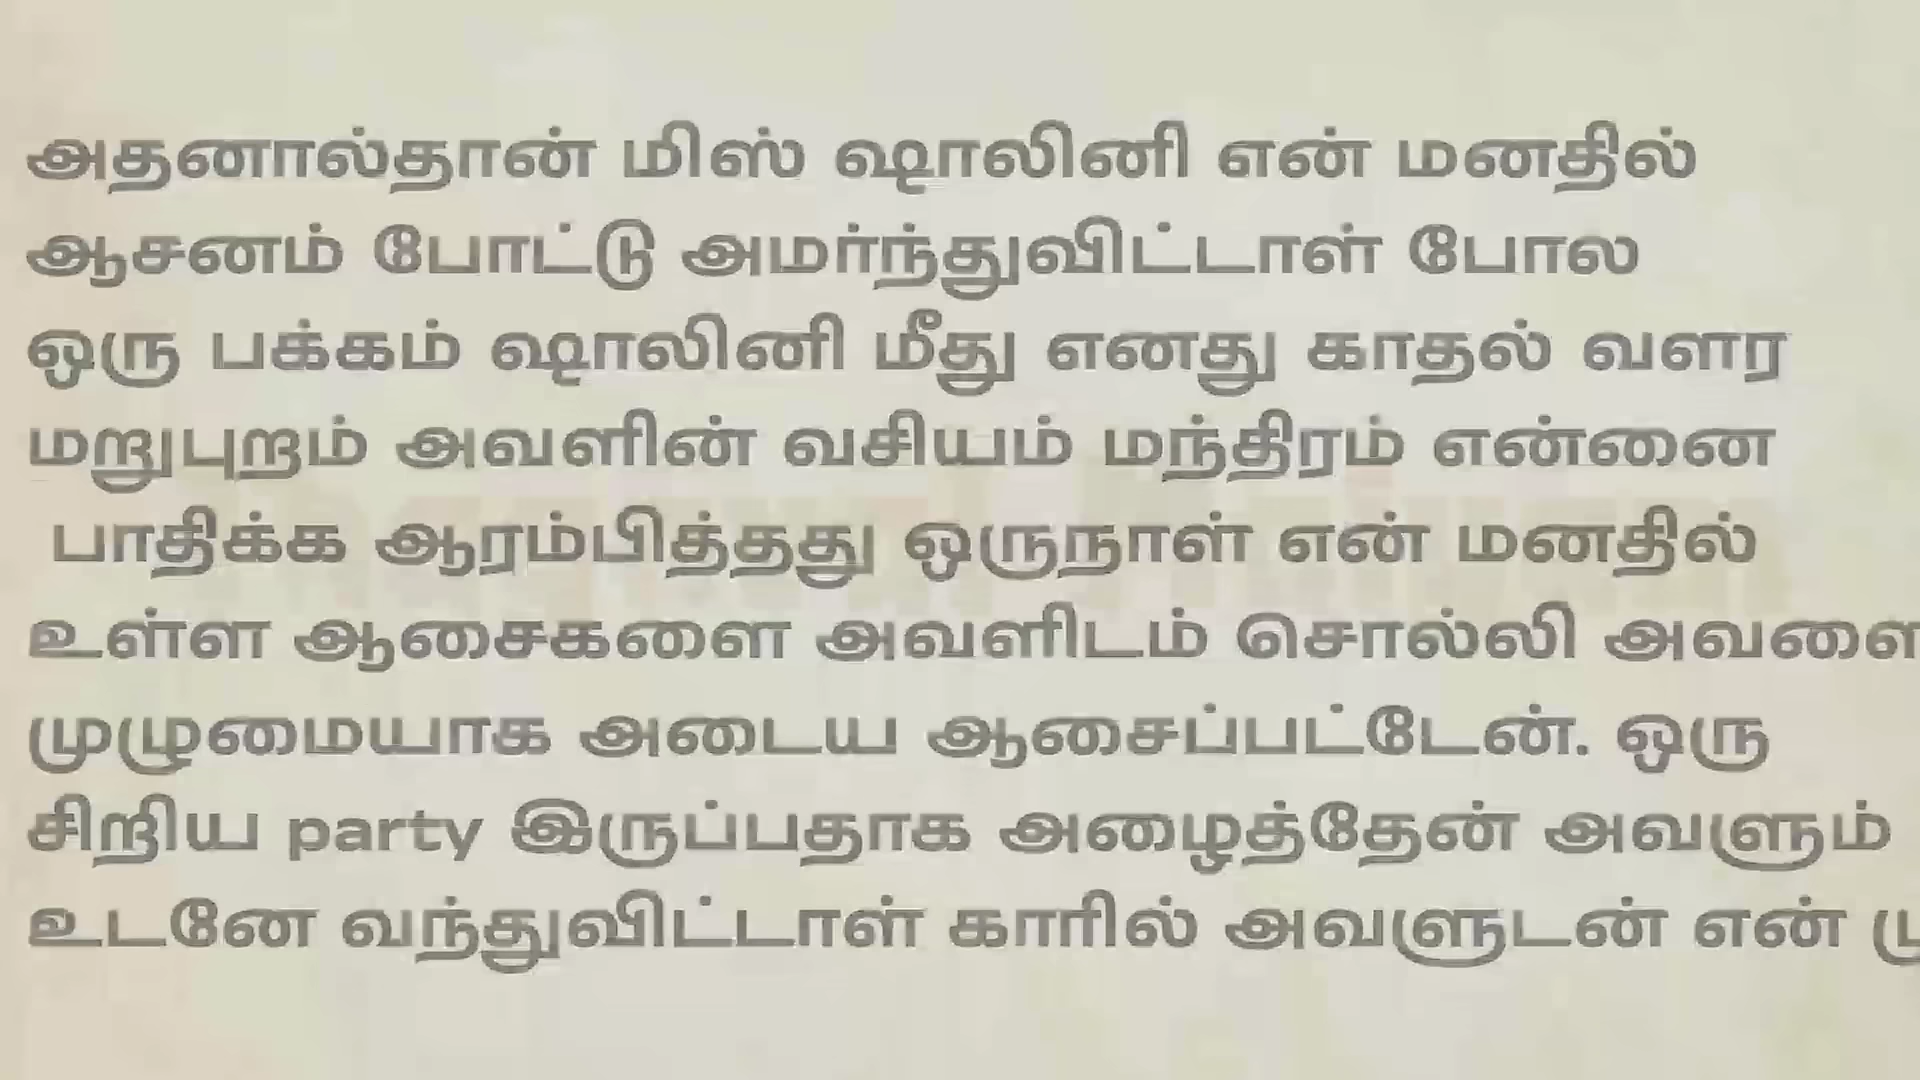 அதனால்தான் மிஸ் ஷாலினி என் மனதில்
ஆசனம் போட்டு அமர்ந்துவிட்டாள் போல
ஒரு பக்கம் ஷாலினி மீது எனது காதல் வளர
மறுபுறம் அவளின் வசியம் மந்திரம் என்னை
பாதிக்க ஆரம்பித்தது ஒருநாள் என் மனதில்
உள்ள ஆசைகளை அவளிடம் சொல்லி அவளை
முழுமையாக அடைய ஆசைப்பட்டேன். ஒரு
சிறிய party இருப்பதாக அழைத்தேன் அவளும்
உடனே வந்துவிட்டாள் காரில் அவளுடன் என்